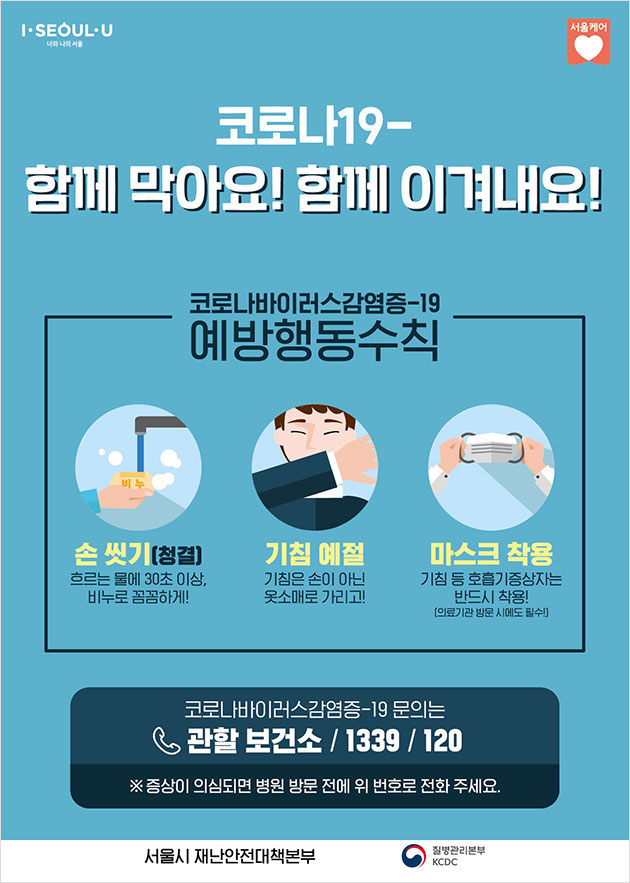 I·SEOUL·U
너와 나의 서울
서울케어
코로나19-
함께 막아요! 함께 이겨내요!
코로나바이러스감염증-19
예방행동수칙
비누
손 씻기(청결)
흐르는 물에 30초 이상,
비누로 꼼꼼하게!
기침 예절
기침은 손이 아닌
옷소매로 가리고!
마스크 착용
기침 등 호흡기증상자는
반드시 착용!
(의료기관 방문 시에도 필수!)
코로나바이러스감염증-19 문의는
관할 보건소 / 1339 / 120
※ 증상이 의심되면 병원 방문 전에 위 번호로 전화 주세요.
서울시 재난안전대책본부
질병관리본부
KCDC